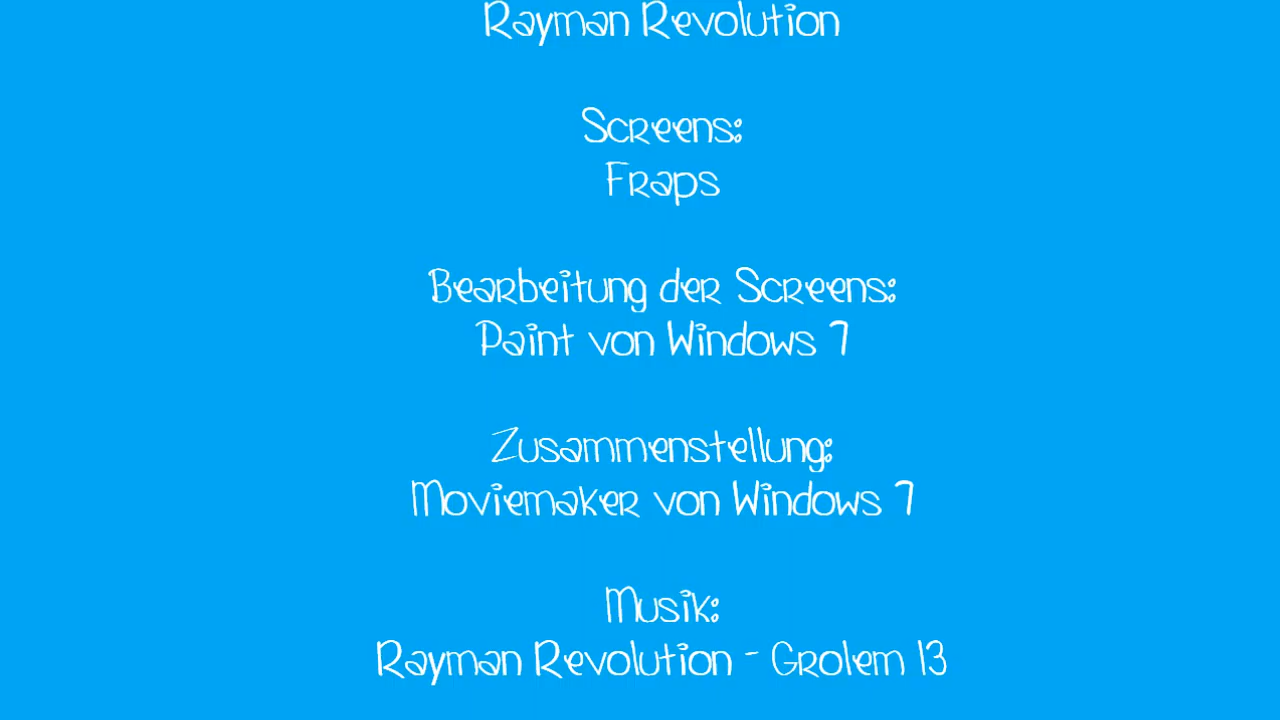 Rayman Revolution
Screens:
Fraps
Bearbeitung der Screens:
Paint von Windows 7
Zusammenstellung:
Moviemaker von Windows 7
Musik:
Rayman Revolution - Grolem 13